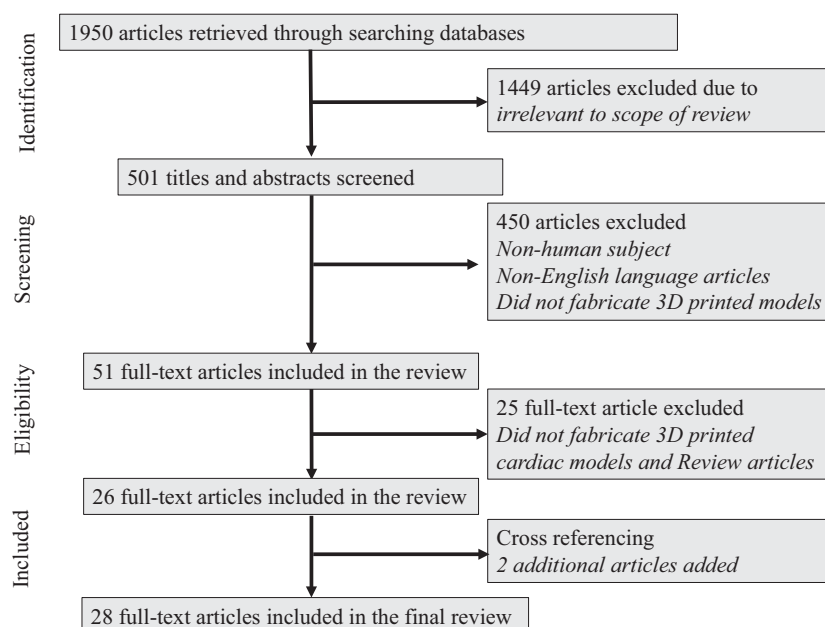 1950 articles retrieved through searching databases
Identification
1449 articles excluded due to
irrelevant to scope of review
501 titles and abstracts screened
Screening
450 articles excluded
Non-human subject
Non-English language articles
Did not fabricate 3D printed models
51 full-text articles included in the review
Eligibility
25 full-text article excluded
Did not fabricate 3D printed
cardiac models and Review articles
26 full-text articles included in the review
Included
Cross referencing
2 additional articles added
28 full-text articles included in the final review